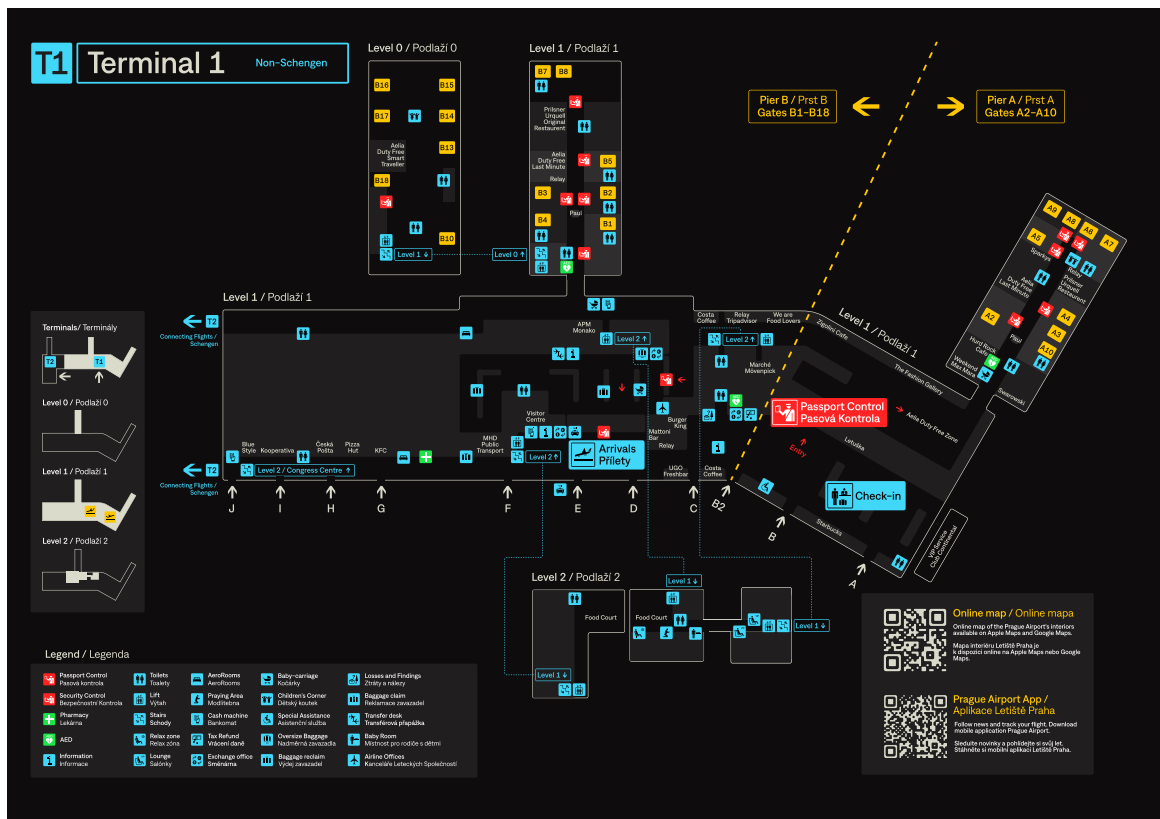 T1
Terminal 1
Non-Schengen
Level 0 / Podlaží 0
B16
B15
B17
B14
Aelia
Duty Free
Smart
Traveller
B13
B18
B10
Level 1 ↓
Level 0 ↑
Level 1 / Podlaží 1
B7
B8
Prilsner
Urquell
Original
Restaurent
Aelia
Duty Free
Last Minute
Relay
B5
B3
B2
Paul
B4
B1
Pier B / Prst B
Gates B1–B18
Pier A / Prst A
Gates A2–A10
A9
A8
A6
A7
A5
Sparkys
Relay
Prilsner
Urquell
Restaurent
Aelia
Duty Free
Last Minute
A2
A4
A3
A10
Paul
Hard Rock
Cafe
Weekend
Max Mara
Swarowski
Level 1 / Podlaží 1
T2
Connecting Flights /
Schengen
APM
Monako
Level 2 ↑
Costa
Coffee
Relay
Tripadvisor
We are
Food Lovers
Level 2 ↑
Marché
Mövenpick
Level 1 / Podlaží 1
Zigolini Cafe
The Fashion Gallery
Passport Control
Pasová Kontrola
Aelia Duty Free Zone
Entry
Letuška
Check-in
Starbucks
VIP Service
Club Continental
Visitor
Centre
Burger
King
Mattoni
Bar
Relay
UGO
Freshbar
Costa
Coffee
Arrivals
Přílety
MHD
Public
Transport
Level 2 ↑
Blue
Style
Kooperativa
Česká
Pošta
Pizza
Hut
KFC
Level 2 / Congress Centre ↑
T2
Connecting Flights /
Schengen
J
I
H
G
F
E
D
C
B2
B
A
Terminals/ Terminály
T2
T1
Level 0 / Podlaží 0
Level 1 / Podlaží 1
Level 2 / Podlaží 2
Level 2 / Podlaží 2
Food Court
Level 1 ↓
Level 1 ↓
Food Court
Level 1 ↓
Legend / Legenda
Passport Control
Pasová kontrola
Security Control
Bezpečnostní Kontrola
Pharmacy
Lekárna
AED
Information
Informace
Toilets
Toalety
Lift
Výtah
Stairs
Schody
Relax zone
Relax zóna
Lounge
Salónky
AeroRooms
AeroRooms
Praying Area
Modlitebna
Cash machine
Bankomat
Tax Refund
Vrácení daně
Exchange office
Směnárna
Baby-carriage
Kočárky
Children's Corner
Dětský koutek
Special Assistance
Asistenční služba
Oversize Baggage
Nadměrná zavazadla
Baggage reclaim
Výdej zavazadel
Losses and Findings
Ztráty a nálezy
Baggage claim
Reklamace zavazadel
Transfer desk
Transférová přapážka
Baby Room
Místnost pro rodiče s dětmi
Airline Offices
Kanceláře Leteckých Společností
Online map / Online mapa
Online map of the Prague Airport's interiors
available on Apple Maps and Google Maps.
Mapa interiéru Letiště Praha je
k dispozici online na Apple Maps nebo Google
Maps.
Prague Airport App /
Aplikace Letiště Praha
Follow news and track your flight. Download
mobile application Prague Airport.
Sledujte novinky a pohlídejte si svůj let.
Stáhněte si mobilní aplikaci Letiště Praha.